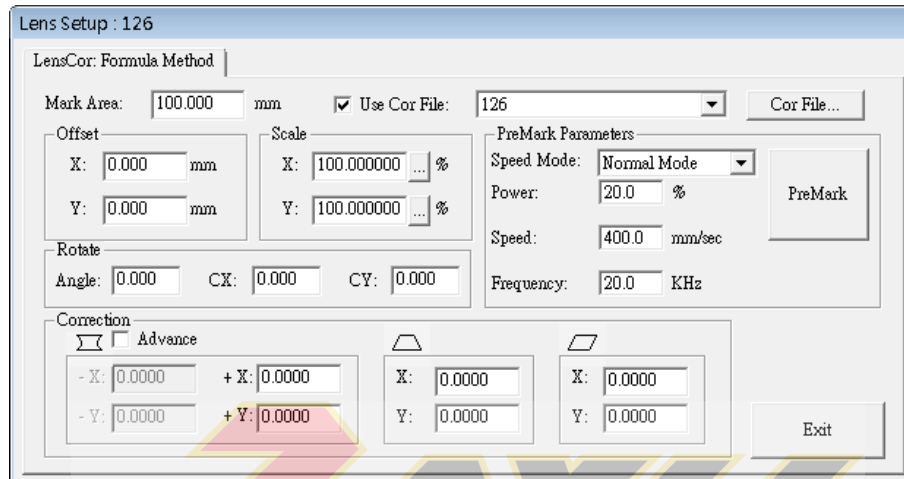 Lens Setup : 126
LensCor: Formula Method
Mark Area: 100.000 mm Use Cor File: 126 Cor File...
Offset
X: 0.000 mm
Y: 0.000 mm
Scale
X: 100.000000 ... %
Y: 100.000000 ... %
PreMark Parameters
Speed Mode: Normal Mode
Power: 20.0 %
Speed: 400.0 mm/sec
Frequency: 20.0 KHz
PreMark
Rotate
Angle: 0.000 CX: 0.000 CY: 0.000
Correction
Advance
- X: 0.0000 + X: 0.0000
- Y: 0.0000 + Y: 0.0000
X: 0.0000
Y: 0.0000
X: 0.0000
Y: 0.0000
Exit